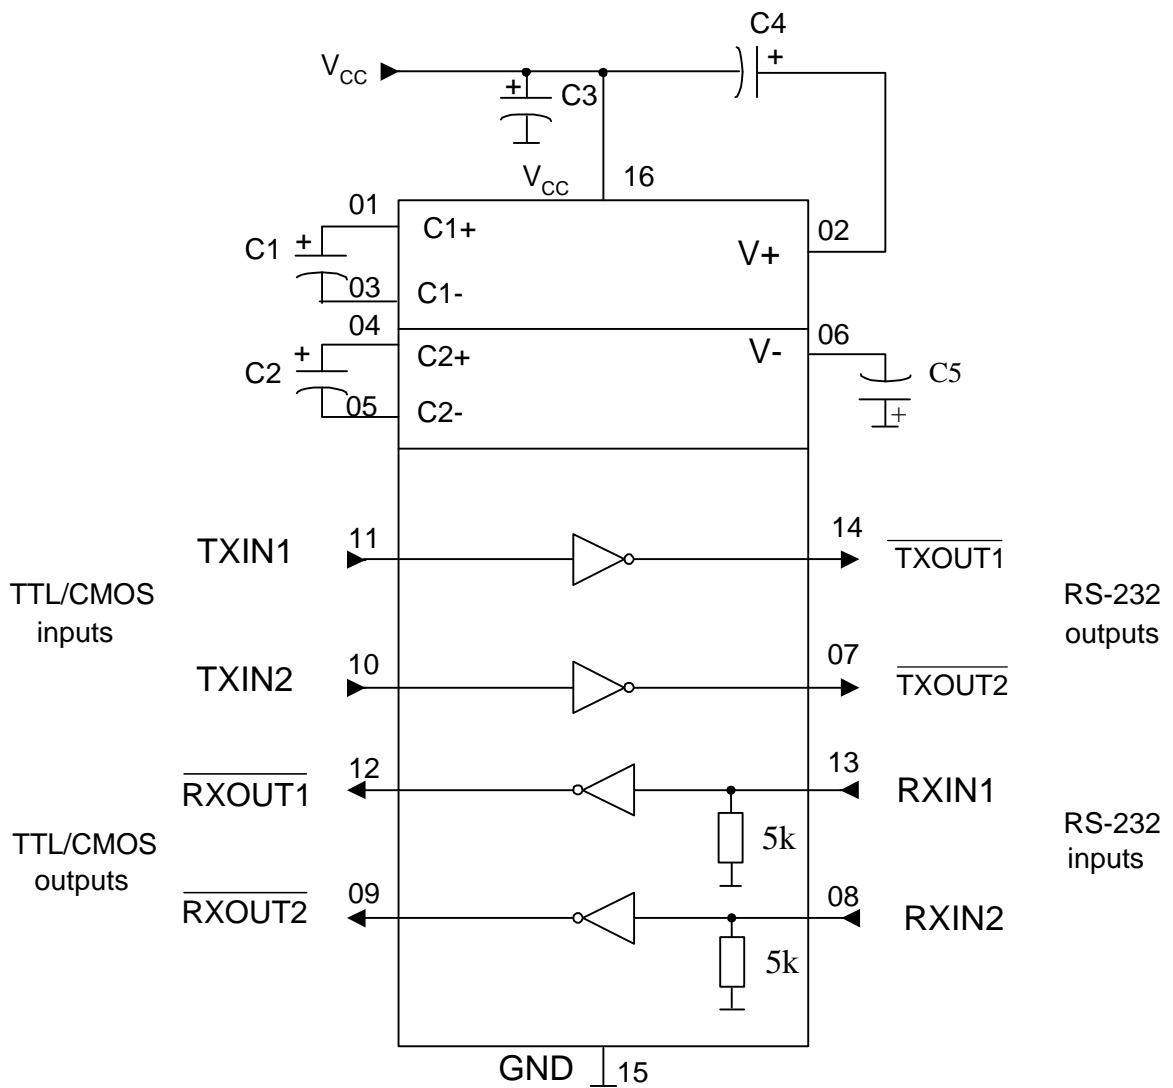 C4
+
VCC
+
C3
VCC
16
01
C1+
02
C1
+
V+
03
C1-
04
06
V-
+
C2+
C2
C5
05
C2-
+
11
14
TXIN1
TXOUT1
TTL/CMOS
inputs
RS-232
outputs
10
07
TXIN2
TXOUT2
12
13
RXOUT1
RXIN1
5k
TTL/CMOS
outputs
RS-232
inputs
09
08
RXOUT2
RXIN2
5k
GND
15